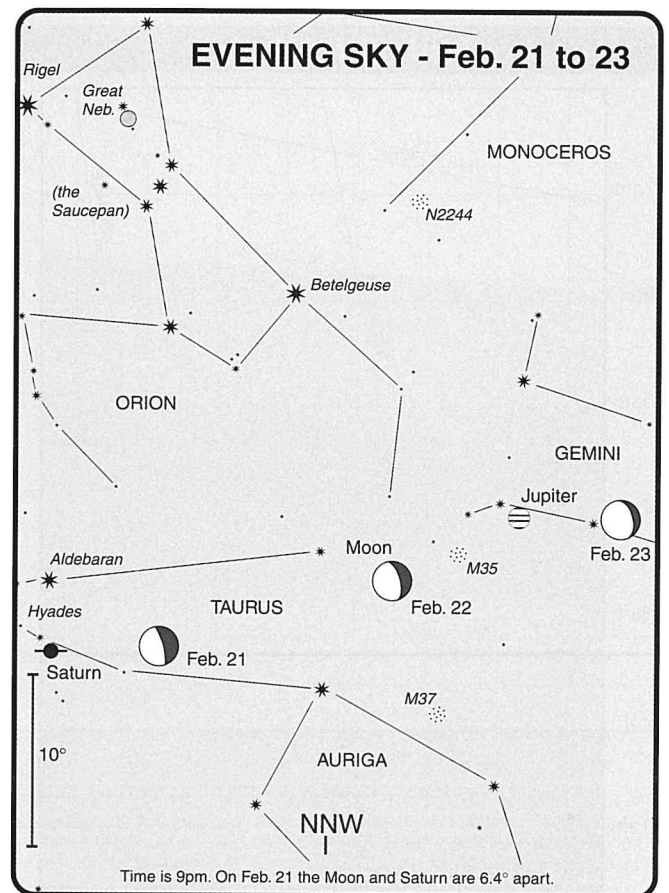 EVENING SKY - Feb. 21 to 23
Rigel
Great
Neb.
MONOCEROS
(the
Saucepan)
N2244
Betelgeuse
ORION
GEMINI
Jupiter
Aldebaran
Moon
Feb. 23
M35
Hyades
TAURUS
Feb. 22
Feb. 21
Saturn
M37
10°
AURIGA
NNW
Time is 9pm. On Feb. 21 the Moon and Saturn are 6.4° apart.